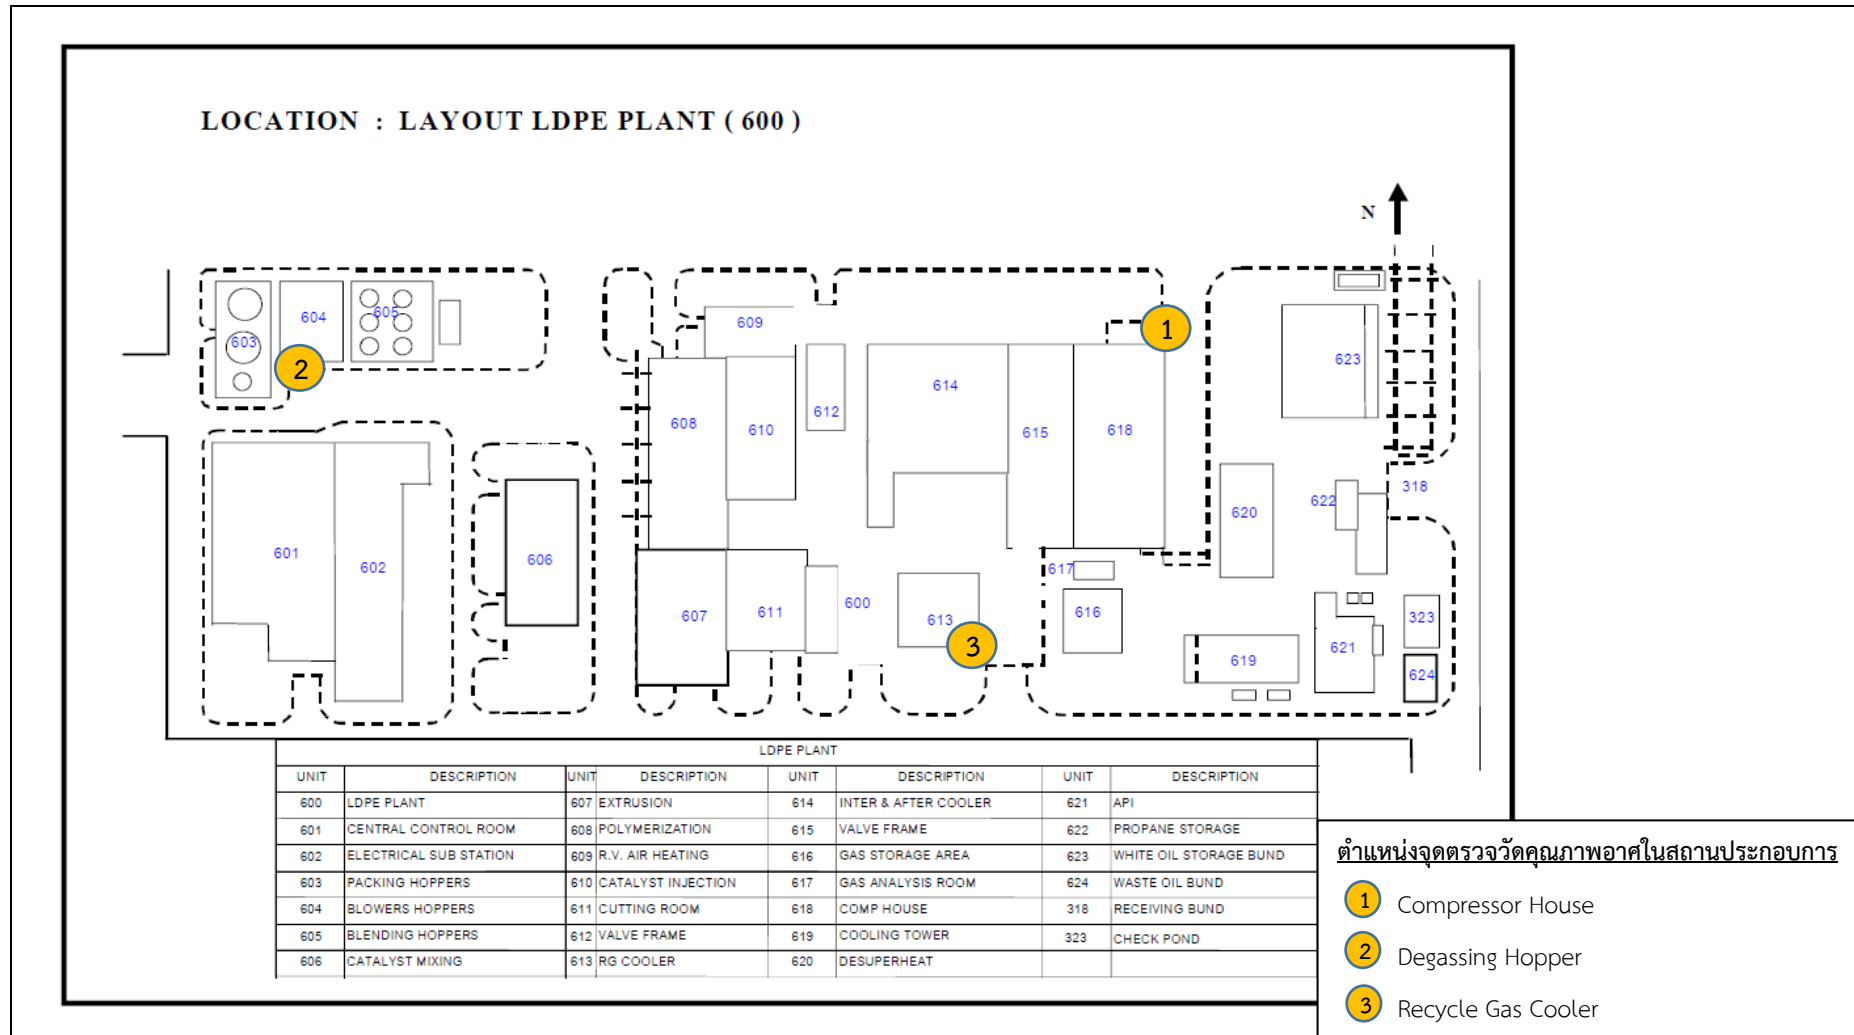 LOCATION : LAYOUT LDPE PLANT ( 600 )
N
603
604
605
2
601
602
606
609
608
610
612
607
611
600
614
615
618
1
613
3
617
616
623
620
622
318
619
621
323
624
LDPE PLANT
UNIT DESCRIPTION UNIT DESCRIPTION UNIT DESCRIPTION UNIT DESCRIPTION
600 LDPE PLANT 607 EXTRUSION 614 INTER & AFTER COOLER 621 API
601 CENTRAL CONTROL ROOM 608 POLYMERIZATION 615 VALVE FRAME 622 PROPANE STORAGE
602 ELECTRICAL SUB STATION 609 R.V. AIR HEATING 616 GAS STORAGE AREA 623 WHITE OIL STORAGE BUND
603 PACKING HOPPERS 610 CATALYST INJECTION 617 GAS ANALYSIS ROOM 624 WASTE OIL BUND
604 BLOWERS HOPPERS 611 CUTTING ROOM 618 COMP HOUSE 318 RECEIVING BUND
605 BLENDING HOPPERS 612 VALVE FRAME 619 COOLING TOWER 323 CHECK POND
606 CATALYST MIXING 613 RG COOLER 620 DESUPERHEAT
ตำแหน่งจุดตรวจวัดคุณภาพอาศในสถานประกอบการ
1 Compressor House
2 Degassing Hopper
3 Recycle Gas Cooler